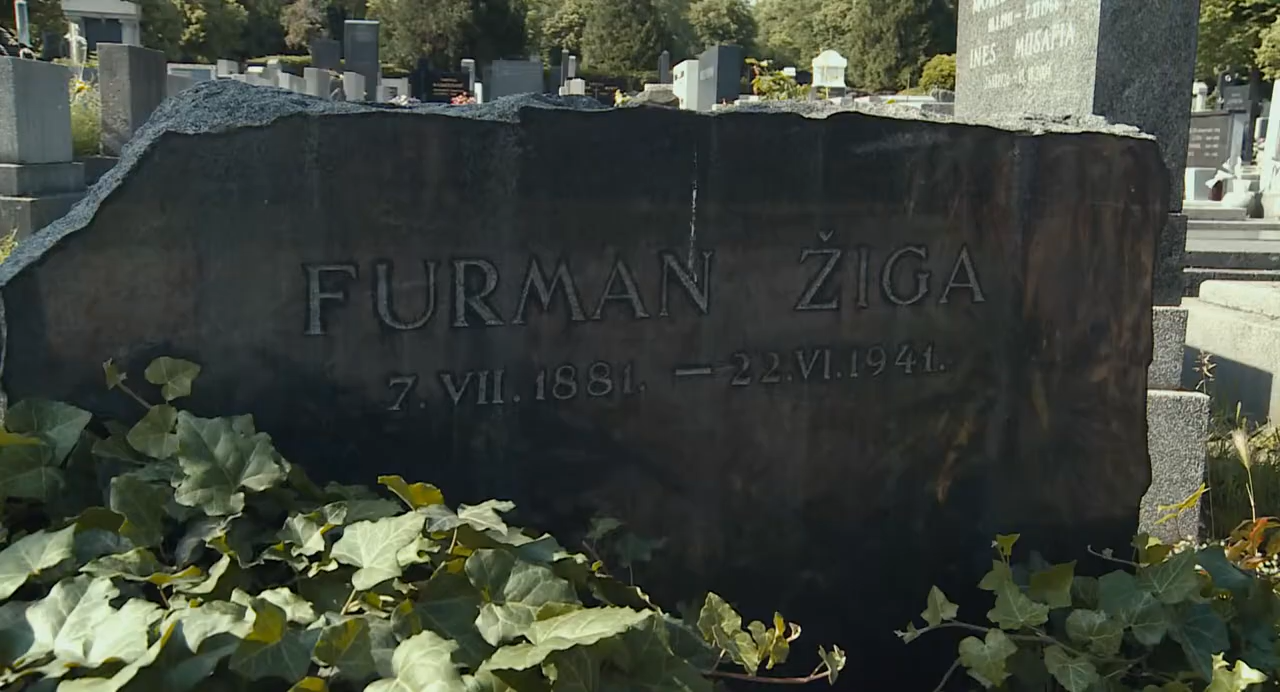 INES MUSAFIA
FURMAN ŽIGA
7. VII. 1881. — 22. VI. 1941.